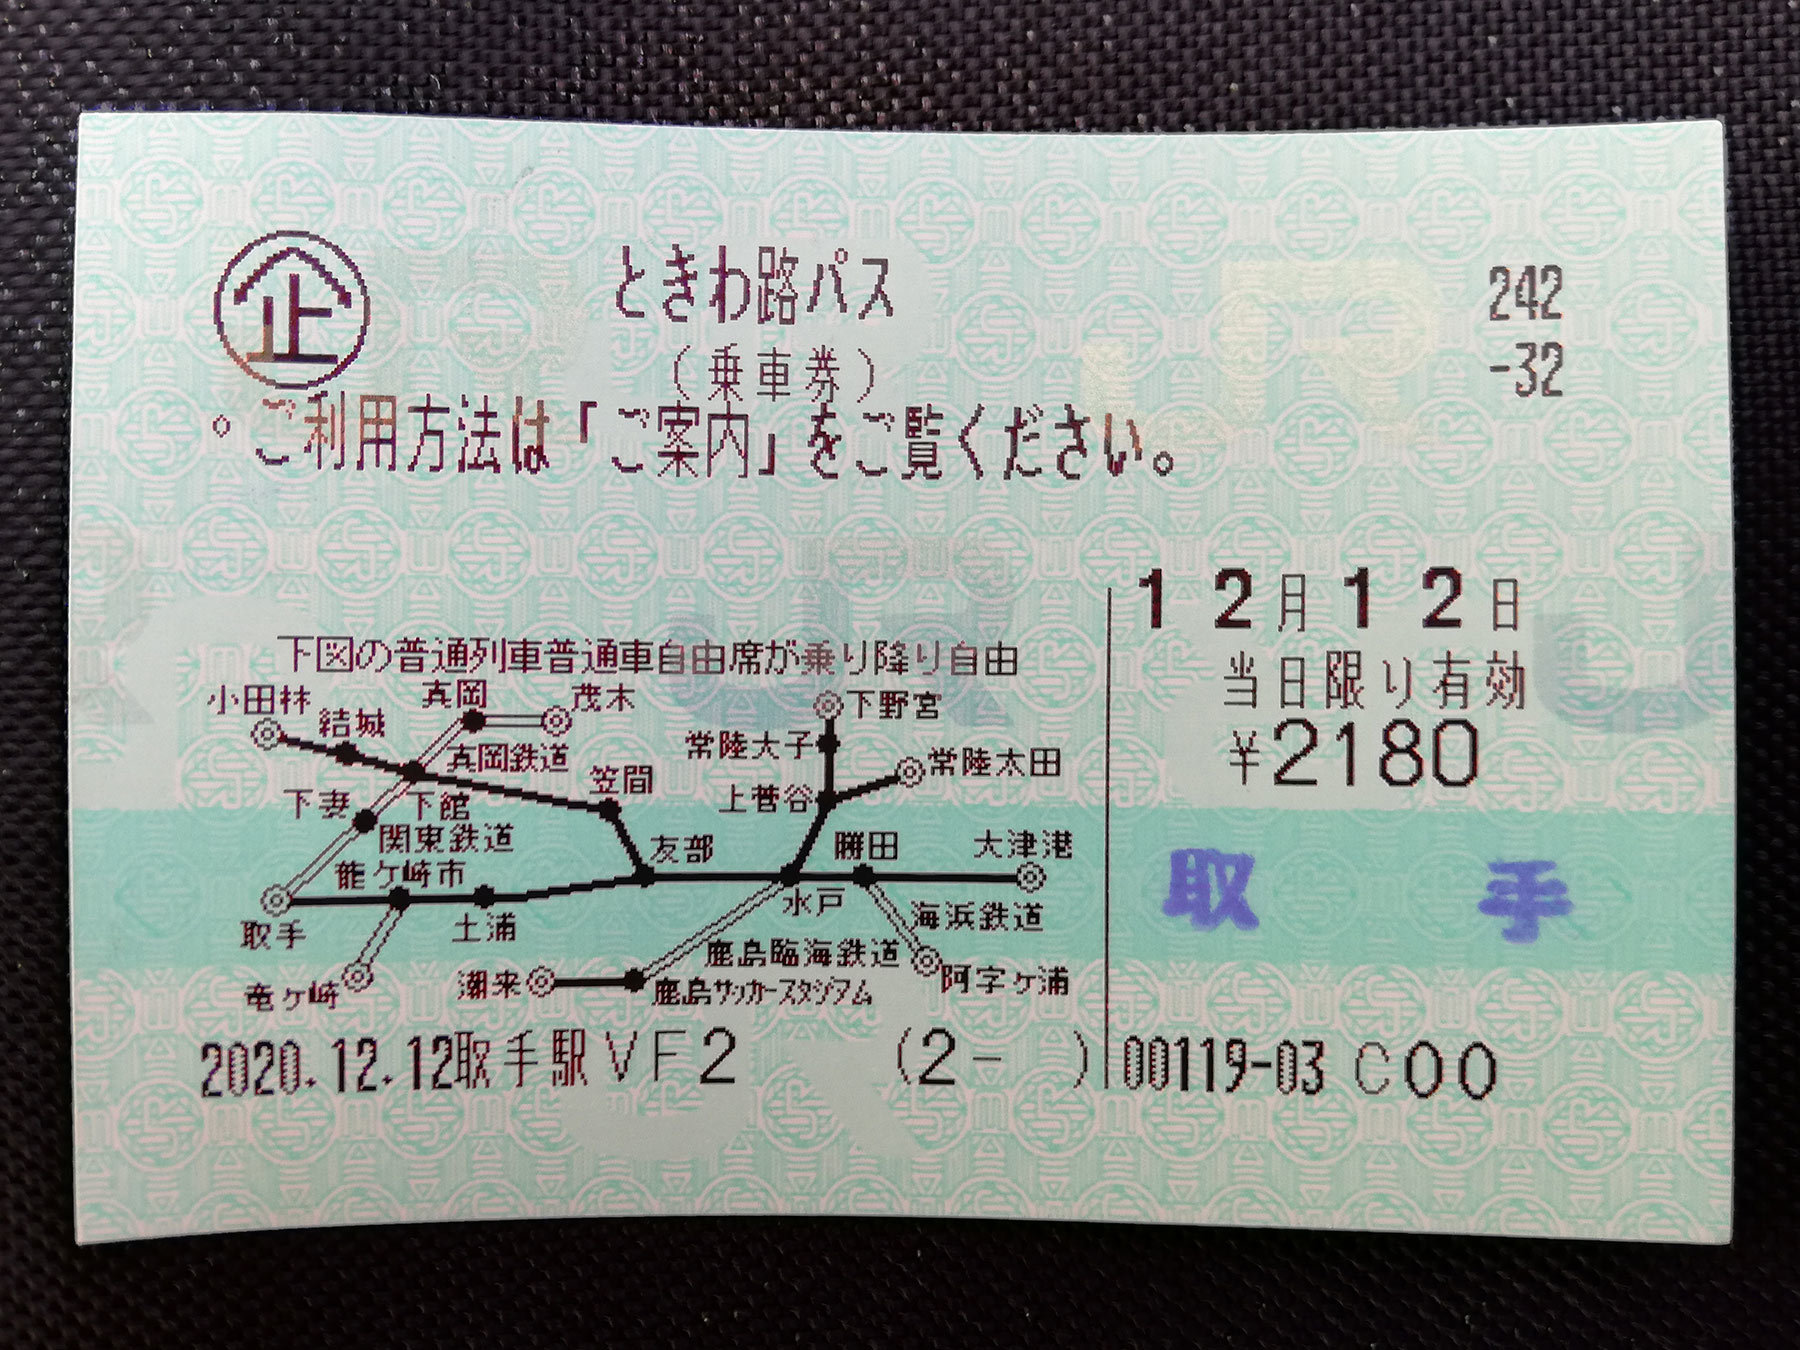 企
ときわ路パス
242
(乗車券)
-32
。ご利用方法は「ご案内」をご覧ください。
12月12日
当日限り有効
¥2180
下図の普通列車普通車自由席が乗り降り自由
小田林
結城
真岡
茂木
下野宮
真岡鉄道
常陸大子
常陸太田
笠間
上菅谷
下妻
下館
関東鉄道
友部
勝田
大津港
龍ケ崎市
取手
土浦
水戸
海浜鉄道
鹿島臨海鉄道
竜ケ崎
潮来
鹿島サッカースタジアム
阿字ケ浦
取手
2020.12.12取手駅VF2 (2- ) 00119-03 C00